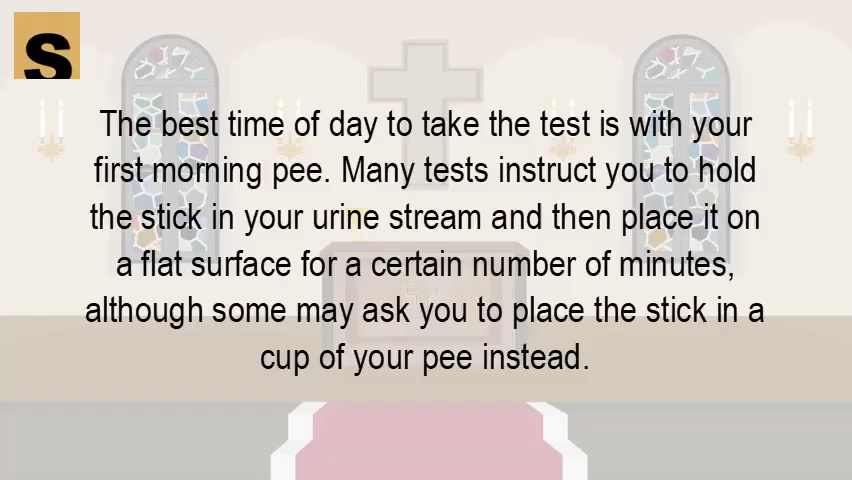 S
The best time of day to take the test is with your
first morning pee. Many tests instruct you to hold
the stick in your urine stream and then place it on
a flat surface for a certain number of minutes,
although some may ask you to place the stick in a
cup of your pee instead.